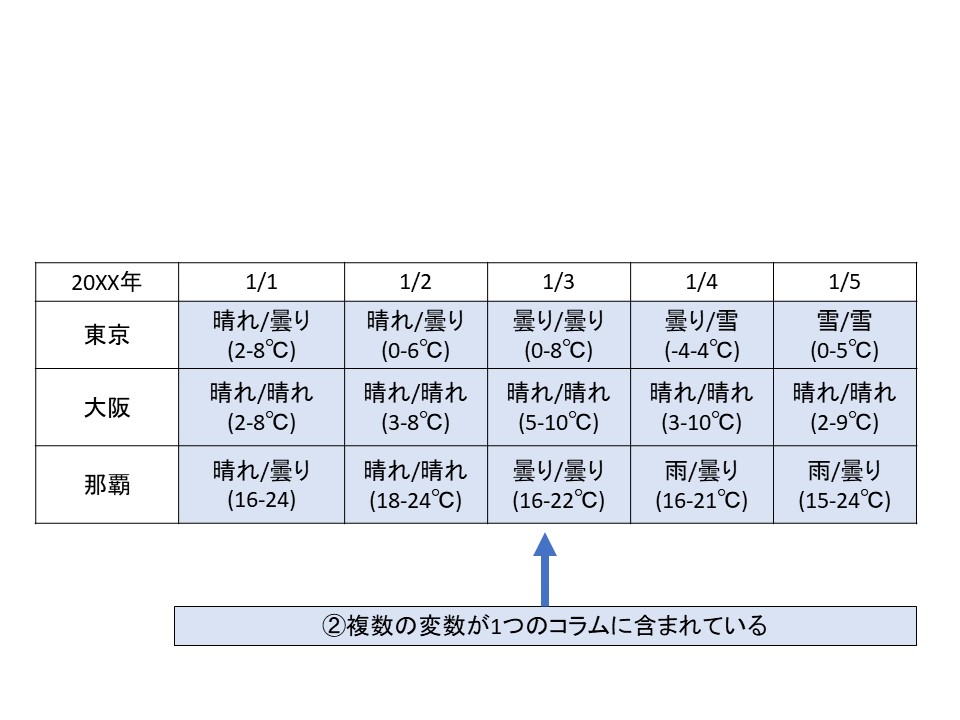 20XX年 1/1 1/2 1/3 1/4 1/5
東京 晴れ/曇り 晴れ/曇り 曇り/曇り 曇り/雪 雪/雪
(2-8℃) (0-6℃) (0-8℃) (-4-4℃) (0-5℃)
大阪 晴れ/晴れ 晴れ/晴れ 晴れ/晴れ 晴れ/晴れ 晴れ/晴れ
(2-8℃) (3-8℃) (5-10℃) (3-10℃) (2-9℃)
那覇 晴れ/曇り 晴れ/晴れ 曇り/曇り 雨/曇り 雨/曇り
(16-24) (18-24℃) (16-22℃) (16-21℃) (15-24℃)
②複数の変数が1つのコラムに含まれている